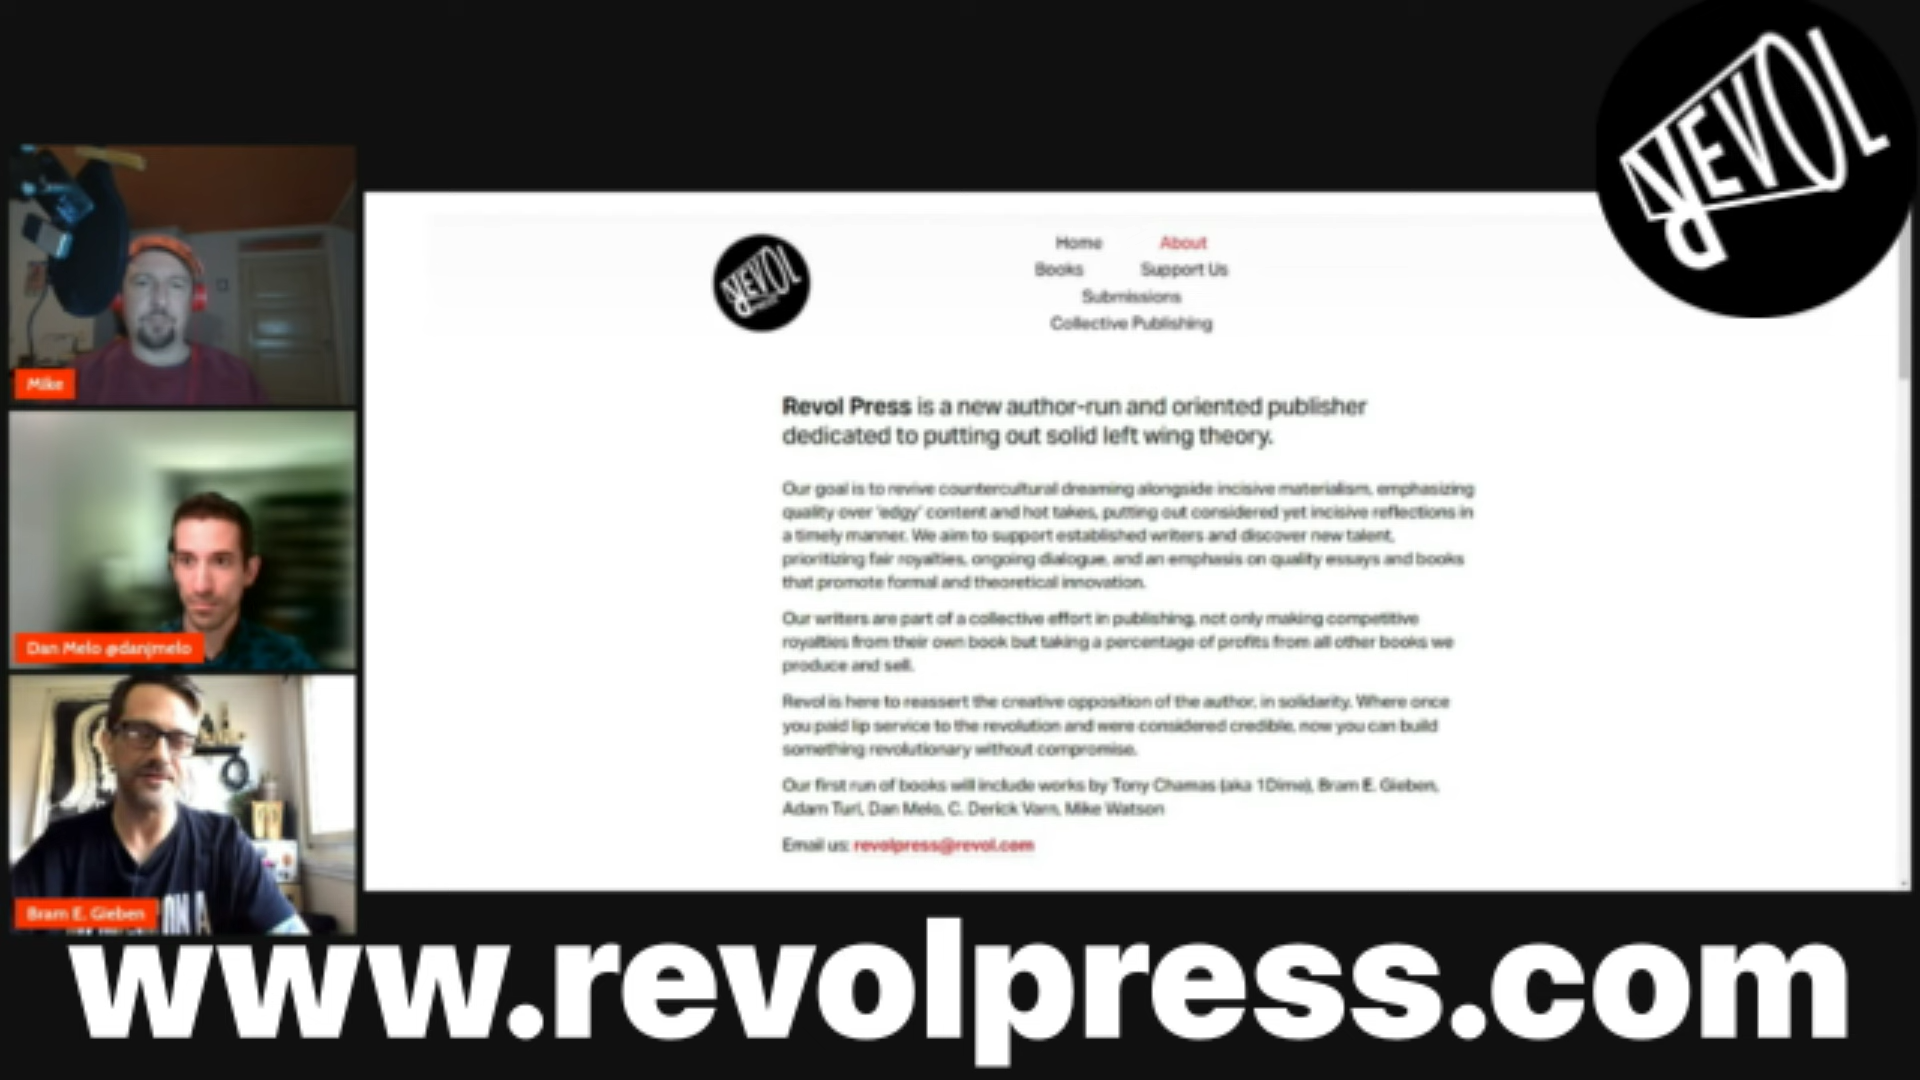 REVOL
Mike
Dan Melo @danjmelo
Bram E. Gieben
ON A
REVOL
Home About
Books Support Us
Submissions
Collective Publishing
Revol Press is a new author-run and oriented publisher
dedicated to putting out solid left wing theory.
Our goal is to revive countercultural dreaming alongside incisive materialism, emphasizing
quality over 'edgy' content and hot takes, putting out considered yet incisive reflections in
a timely manner. We aim to support established writers and discover new talent,
prioritizing fair royalties, ongoing dialogue, and an emphasis on quality essays and books
that promote formal and theoretical innovation.
Our writers are part of a collective effort in publishing, not only making competitive
royalties from their own book but taking a percentage of profits from all other books we
produce and sell.
Revol is here to reassert the creative opposition of the author, in solidarity. Where once
you paid lip service to the revolution and were considered credible, now you can build
something revolutionary without compromise.
Our first run of books will include works by Tony Chamas (aka 1Dime), Bram E. Gieben,
Adam Turl, Dan Melo, C. Derick Varn, Mike Watson
Email us: revolpress@revol.com
www.revolpress.com